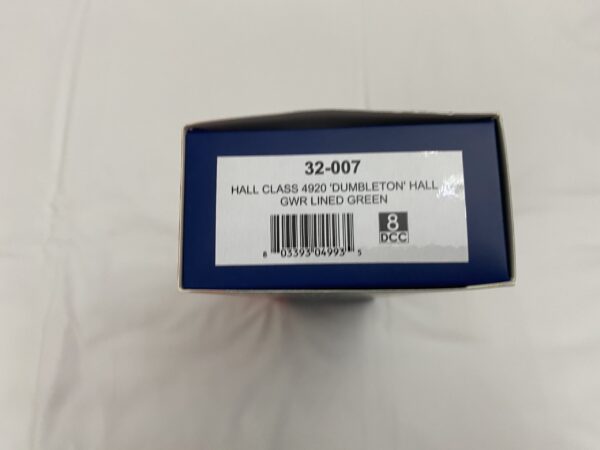 32-007
HALL CLASS 4920 'DUMBLETON' HALL
GWR LINED GREEN
8
DCC
8 03393 04993 5